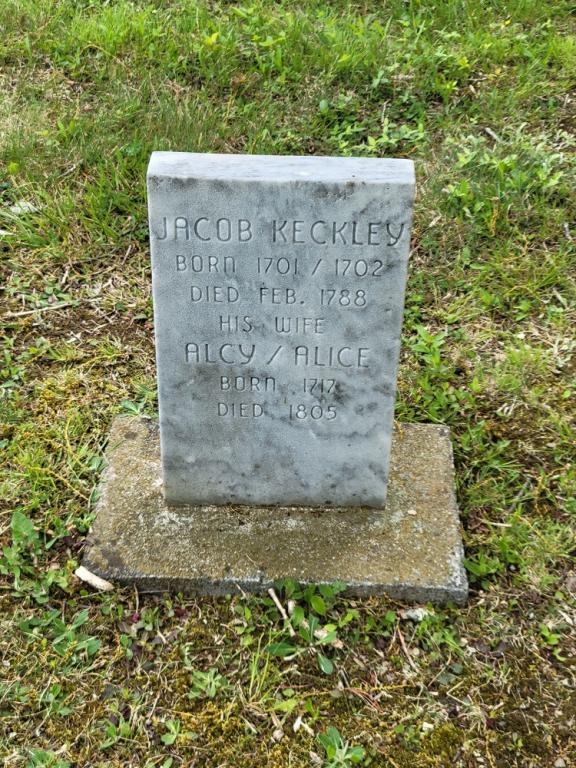 JACOB KECKLEY
BORN 1701 / 1702
DIED FEB. 1788
HIS WIFE
ALCY / ALICE
BORN 1717
DIED 1805